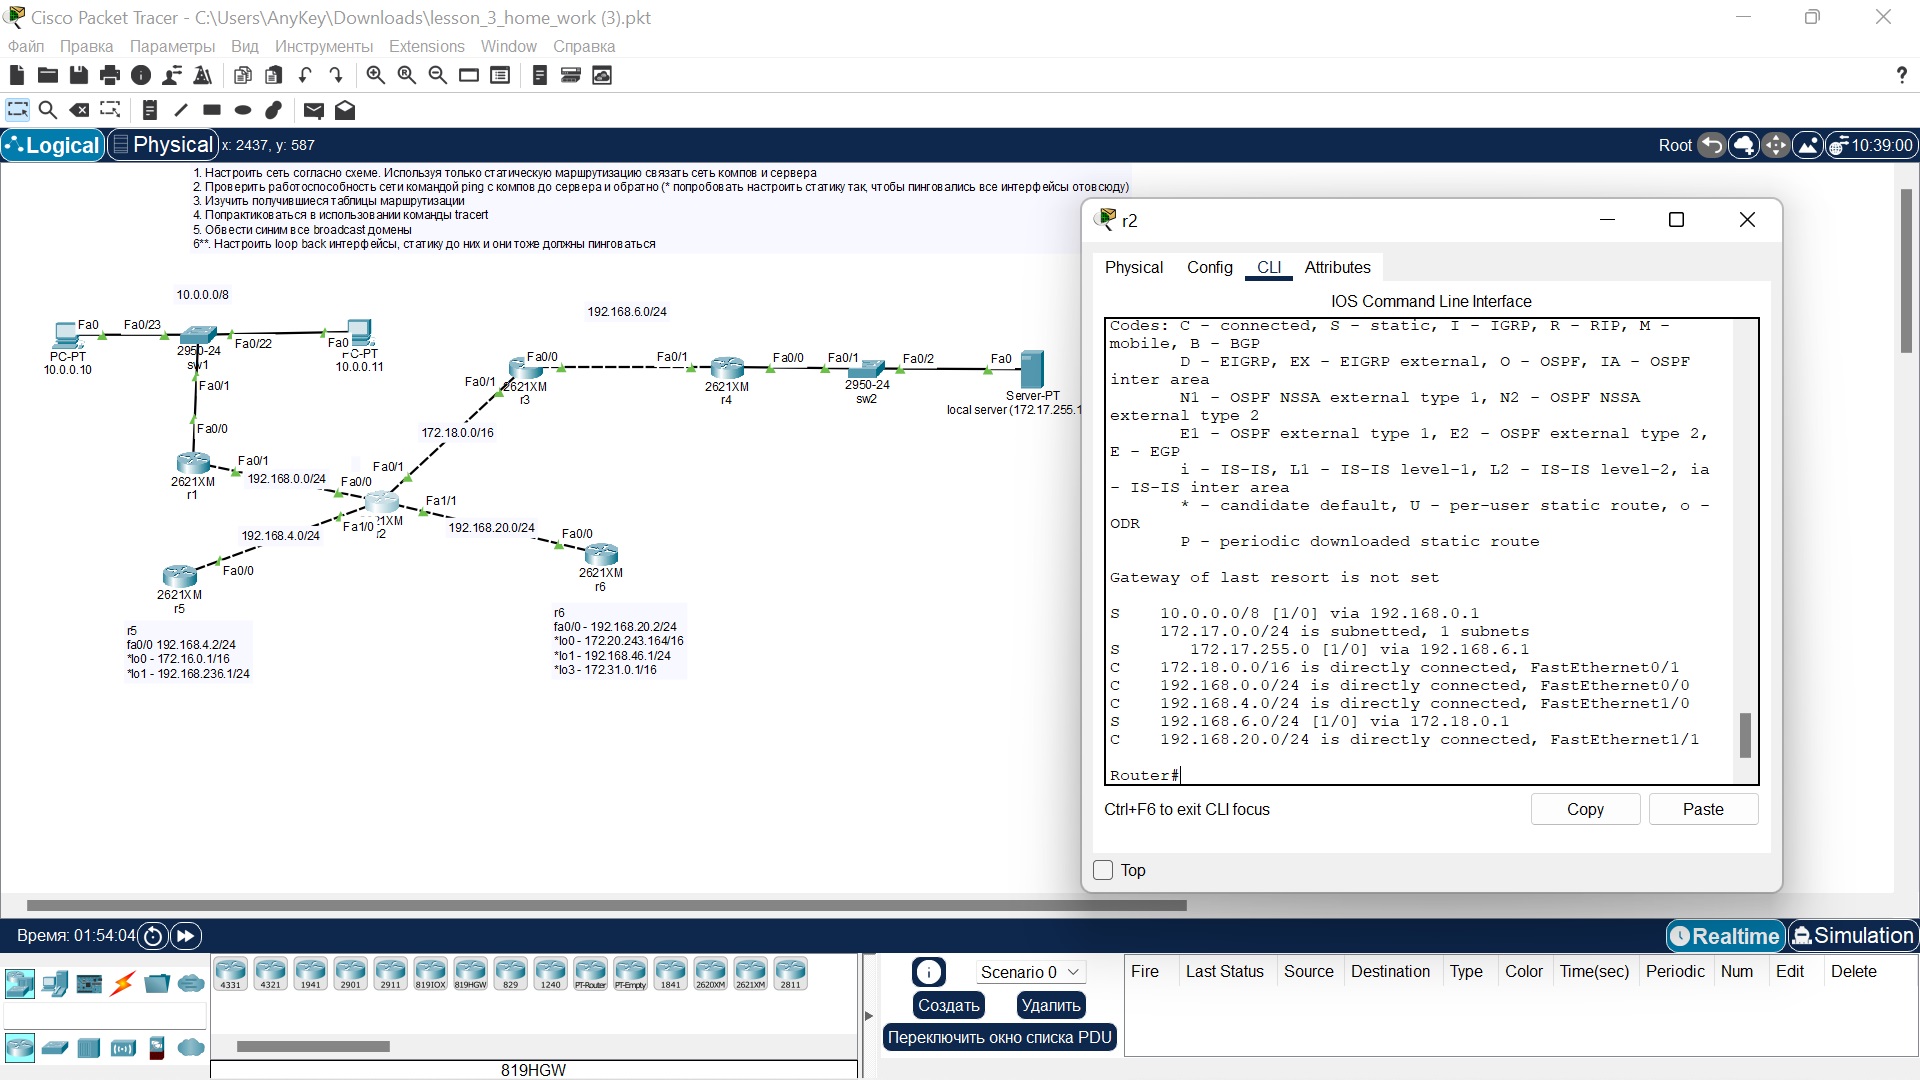 Cisco Packet Tracer - C:\Users\AnyKey\Downloads\lesson_3_home_work (3).pkt
Файл Правка Параметры Вид Инструменты Extensions Window Справка
?
Logical Physical x: 2437, y: 587
Root 10:39:00
1. Настроить сеть согласно схеме. Используя только статическую маршрутизацию связать сеть компов и сервера
2. Проверить работоспособность сети командой ping с компов до сервера и обратно (* попробовать настроить статику так, чтобы пинговались все интерфейсы отовсюду)
3. Изучить получившиеся таблицы маршрутизации
4. Попрактиковаться в использовании команды tracert
5. Обвести синим все broadcast домены
6**. Настроить loop back интерфейсы, статику до них и они тоже должны пинговаться
10.0.0.0/8
192.168.6.0/24
Fa0 Fa0/23
PC-PT
10.0.0.10
2950-24
sw1
Fa0/22
Fa0
PC-PT
10.0.0.11
Fa0/1
Fa0/0
2621XM
r1
Fa0/1
192.168.0.0/24
Fa0/0
Fa0/1
172.18.0.0/16
Fa0/1
Fa0/0
2621XM
r3
Fa0/1
2621XM
r4
Fa0/0
Fa0/1
2950-24
sw2
Fa0/2
Fa0
Server-PT
local server (172.17.255.1
Fa1/1
Fa1/0
1XM
r2
192.168.4.0/24
Fa0/0
2621XM
r5
192.168.20.0/24
Fa0/0
2621XM
r6
r5
fa0/0 192.168.4.2/24
*lo0 - 172.16.0.1/16
*lo1 - 192.168.236.1/24
r6
fa0/0 - 192.168.20.2/24
*lo0 - 172.20.243.164/16
*lo1 - 192.168.46.1/24
*lo3 - 172.31.0.1/16
r2
Physical Config CLI Attributes
IOS Command Line Interface
Codes: C - connected, S - static, I - IGRP, R - RIP, M -
mobile, B - BGP
D - EIGRP, EX - EIGRP external, O - OSPF, IA - OSPF
inter area
N1 - OSPF NSSA external type 1, N2 - OSPF NSSA
external type 2
E1 - OSPF external type 1, E2 - OSPF external type 2,
E - EGP
i - IS-IS, L1 - IS-IS level-1, L2 - IS-IS level-2, ia
- IS-IS inter area
* - candidate default, U - per-user static route, o -
ODR
P - periodic downloaded static route
Gateway of last resort is not set
S 10.0.0.0/8 [1/0] via 192.168.0.1
172.17.0.0/24 is subnetted, 1 subnets
S 172.17.255.0 [1/0] via 192.168.6.1
C 172.18.0.0/16 is directly connected, FastEthernet0/1
C 192.168.0.0/24 is directly connected, FastEthernet0/0
C 192.168.4.0/24 is directly connected, FastEthernet1/0
S 192.168.6.0/24 [1/0] via 172.18.0.1
C 192.168.20.0/24 is directly connected, FastEthernet1/1
Router#
Ctrl+F6 to exit CLI focus
Copy Paste
Top
Время: 01:54:04
Realtime Simulation
4331 4321 1941 2901 2911 819IOX 819HGW 829 1240 PT-Router PT-Empty 1841 2620XM 2621XM 2811
819HGW
Scenario 0
Создать Удалить
Переключить окно списка PDU
Fire Last Status Source Destination Type Color Time(sec) Periodic Num Edit Delete